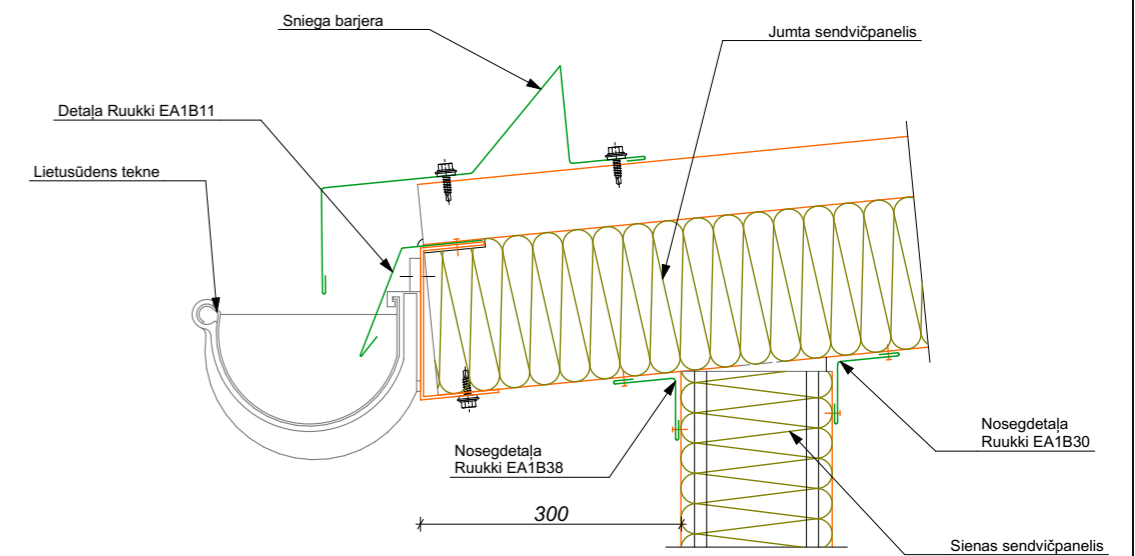 Sniega barjera
Jumta sendvičpanelis
Detaļa Ruukki EA1B11
Lietusūdens tekne
Nosegdetaļa
Ruukki EA1B38
Nosegdetaļa
Ruukki EA1B30
300
Sienas sendvičpanelis